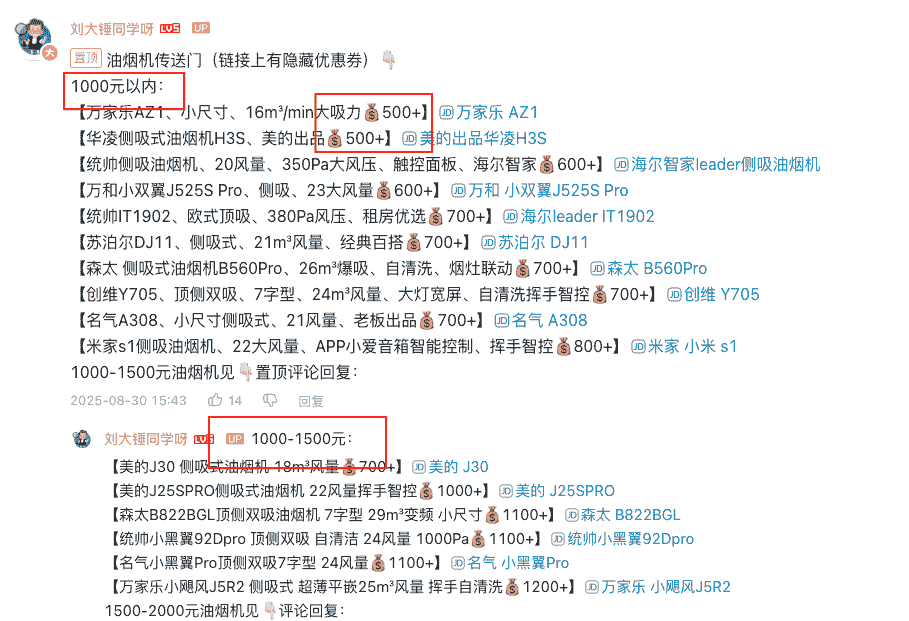 刘大锤同学呀 LV5 UP
置顶 油烟机传送门（链接上有隐藏优惠券）👇
1000元以内：
【万家乐AZ1、小尺寸、16m³/min大吸力💰500+】 JD 万家乐 AZ1
【华凌侧吸式油烟机H3S、美的出品💰500+】 JD 美的出品华凌H3S
【统帅侧吸油烟机、20风量、350Pa大风压、触控面板、海尔智家💰600+】 JD 海尔智家leader侧吸油烟机
【万和小双翼J525S Pro、侧吸、23大风量💰600+】 JD 万和 小双翼J525S Pro
【统帅IT1902、欧式顶吸、380Pa风压、租房优选💰700+】 JD 海尔leader IT1902
【苏泊尔DJ11、侧吸式、21m³风量、经典百搭💰700+】 JD 苏泊尔 DJ11
【森太 侧吸式油烟机B560Pro、26m³爆吸、自清洗、烟灶联动💰700+】 JD 森太 B560Pro
【创维Y705、顶侧双吸、7字型、24m³风量、大灯宽屏、自清洗挥手智控💰700+】 JD 创维 Y705
【名气A308、小尺寸侧吸式、21风量、老板出品💰700+】 JD 名气 A308
【米家s1侧吸油烟机、22大风量、APP小爱音箱智能控制、挥手智控💰800+】 JD 米家 小米 s1
1000-1500元油烟机见👇置顶评论回复：
2025-08-30 15:43 14 回复
刘大锤同学呀 LV5 UP 1000-1500元：
【美的J30 侧吸式油烟机 18m³风量💰700+】 JD 美的 J30
【美的J25SPRO侧吸式油烟机 22风量挥手智控💰1000+】 JD 美的 J25SPRO
【森太B822BGL顶侧双吸油烟机 7字型 29m³变频 小尺寸💰1100+】 JD 森太 B822BGL
【统帅小黑翼92Dpro 顶侧双吸 自清洁 24风量 1000Pa💰1100+】 JD 统帅小黑翼92Dpro
【名气小黑翼Pro顶侧双吸7字型 24风量💰1100+】 JD 名气 小黑翼Pro
【万家乐小飓风J5R2 侧吸式 超薄平嵌25m³风量 挥手自清洗💰1200+】 JD 万家乐 小飓风J5R2
1500-2000元油烟机见👇评论回复：